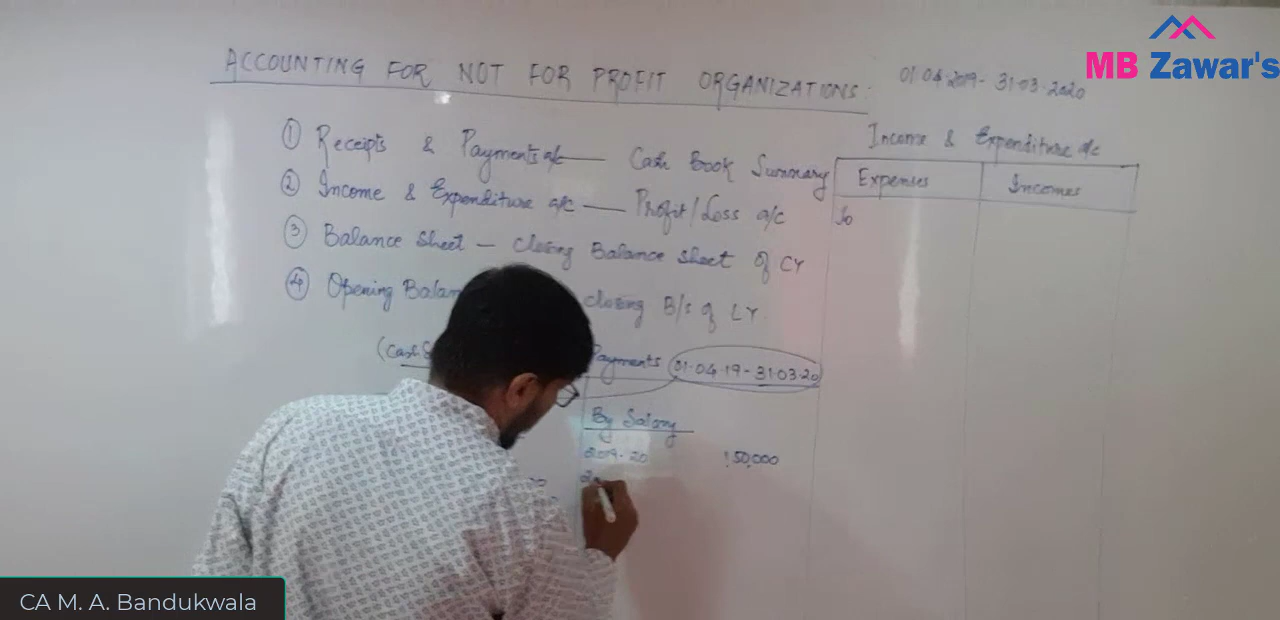 MB Zawar's
ACCOUNTING FOR NOT FOR PROFIT ORGANIZATIONS:
01.04.2019 - 31.03.2020
① Receipts & Payments a/c — Cash Book Summary
② Income & Expenditure a/c — Profit/Loss a/c
③ Balance Sheet — Closing Balance Sheet of CY
④ Opening Balan closing B/s of LY.
(Cash Payments 01.04.19 - 31.03.20
By Salary
2019-20 1,50,000
Income & Expenditure a/c
Expenses Incomes
To
CA M. A. Bandukwala